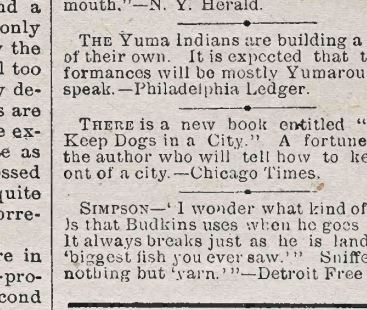 nd a
only
y the
l too
y de-
s are
e ex-
e as
essed
quite
orre-
re in
-pro-
cond
mouth."—N. Y. Herald.
THE Yuma Indians are building a
of their own. It is expected that t
formances will be mostly Yumarou
speak.—Philadelphia Ledger.
THERE is a new book entitled "
Keep Dogs in a City." A fortune
the author who will tell how to ke
ont of a city.—Chicago Times.
SIMPSON—'I wonder what kind of
is that Budkins uses when he goes
It always breaks just as he is land
'biggest fish you ever saw.'" Sniffe
nothing but 'yarn.'"—Detroit Free